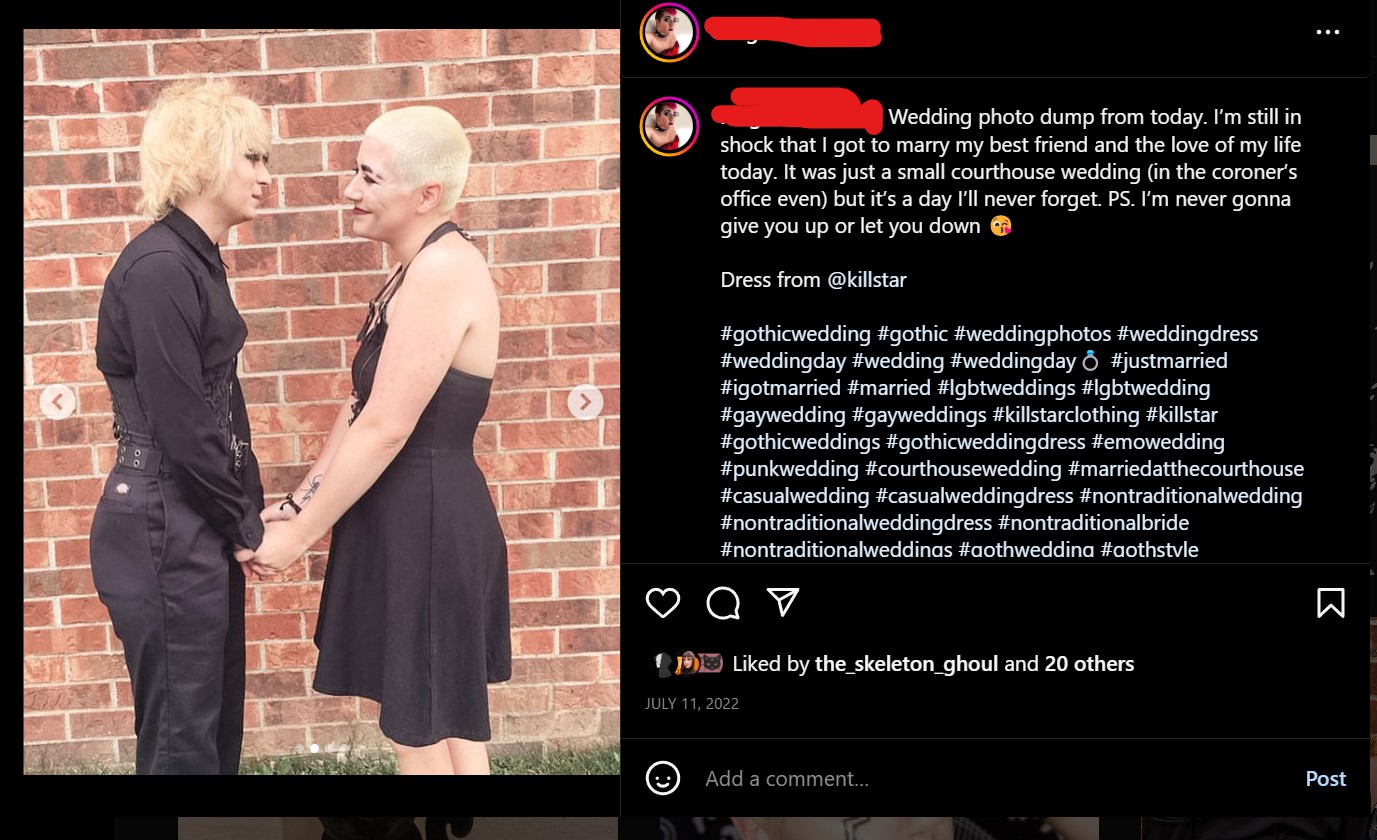 Wedding photo dump from today. I'm still in
shock that I got to marry my best friend and the love of my life
today. It was just a small courthouse wedding (in the coroner's
office even) but it's a day I'll never forget. PS. I'm never gonna
give you up or let you down 😘
Dress from @killstar
#gothicwedding #gothic #weddingphotos #weddingdress
#weddingday #wedding #weddingday💍 #justmarried
#igotmarried #married #lgbtweddings #lgbtwedding
#gaywedding #gayweddings #killstarclothing #killstar
#gothicweddings #gothicweddingdress #emowedding
#punkwedding #courthousewedding #marriedatthecourthouse
#casualwedding #casualweddingdress #nontraditionalwedding
#nontraditionalweddingdress #nontraditionalbride
#nontraditionalweddings #gothwedding #gothstyle
Liked by the_skeleton_ghoul and 20 others
JULY 11, 2022
Add a comment...
Post